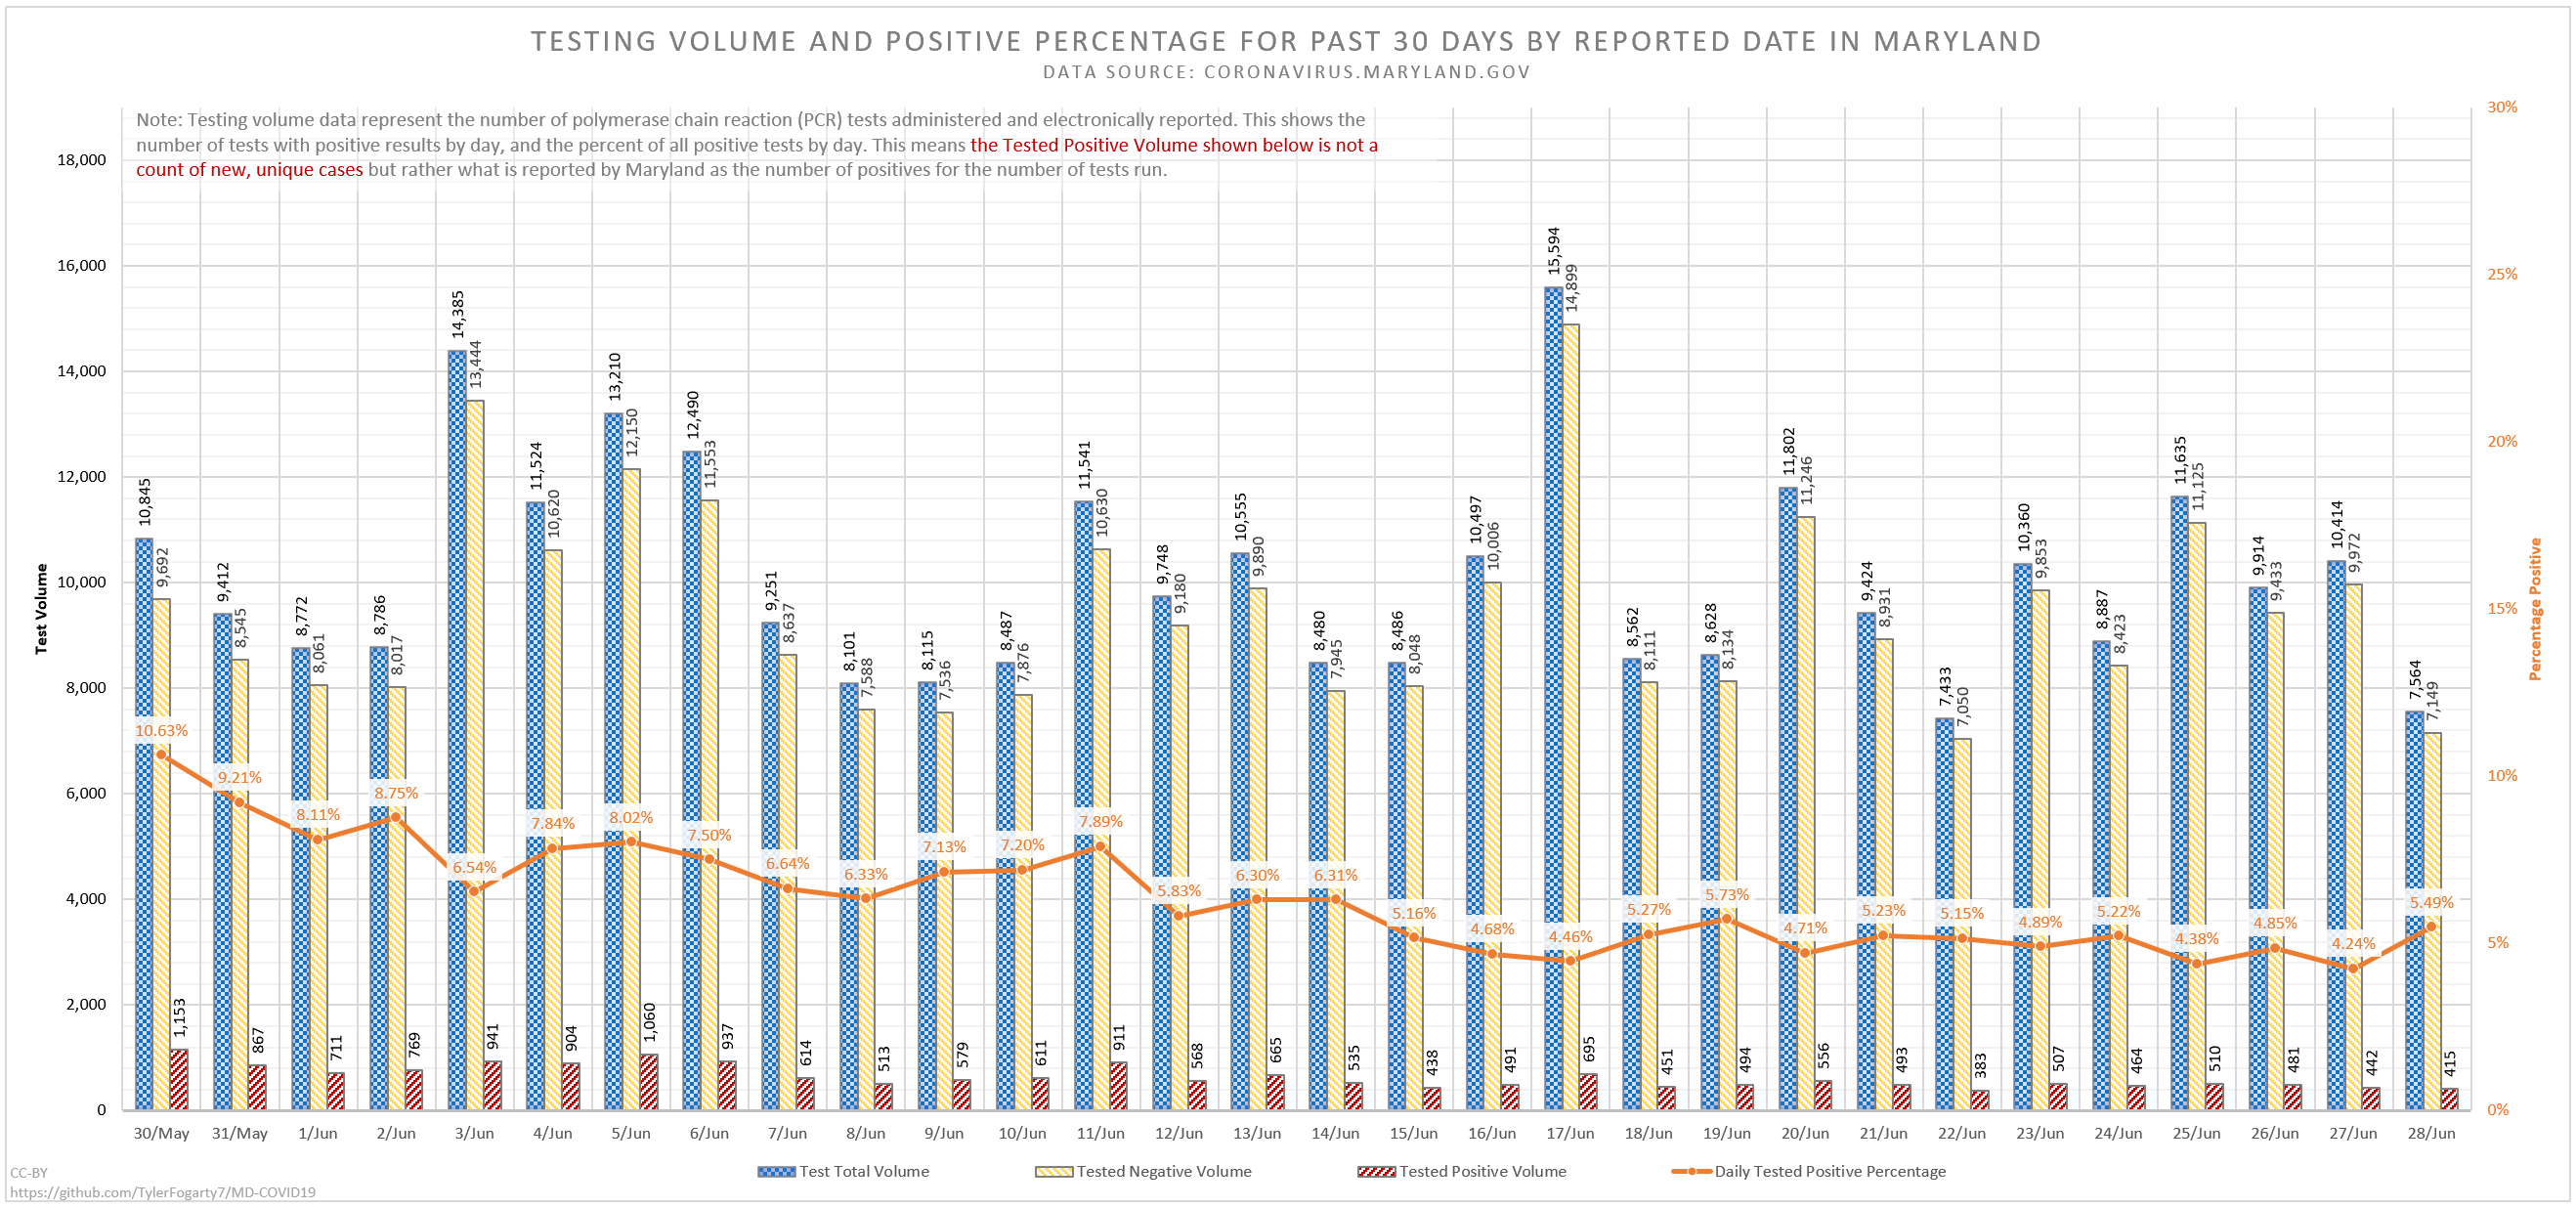 TESTING VOLUME AND POSITIVE PERCENTAGE FOR PAST 30 DAYS BY REPORTED DATE IN MARYLAND
DATA SOURCE: CORONAVIRUS.MARYLAND.GOV
Note: Testing volume data represent the number of polymerase chain reaction (PCR) tests administered and electronically reported. This shows the
number of tests with positive results by day, and the percent of all positive tests by day. This means the Tested Positive Volume shown below is not a
count of new, unique cases but rather what is reported by Maryland as the number of positives for the number of tests run.
Test Volume
18,000
16,000
14,000
12,000
10,000
8,000
6,000
4,000
2,000
0
10,845 9,412 8,772 8,786 14,385 11,524 13,210 12,490 9,251 8,101 8,115 8,487 11,541 9,748 10,555 8,480 8,486 10,497 15,594 8,562 8,628 11,802 9,424 7,433 10,360 8,887 11,635 9,914 10,414 7,564
9,692 8,545 8,061 8,017 13,444 10,620 12,150 11,553 8,637 7,588 7,536 7,876 10,630 9,180 9,890 7,945 8,048 10,006 14,899 8,111 8,134 11,246 8,931 7,050 9,853 8,423 11,125 9,433 9,972 7,149
10.63% 9.21% 8.11% 8.75% 6.54% 7.84% 8.02% 7.50% 6.64% 6.33% 7.13% 7.20% 7.89% 5.83% 6.30% 6.31% 5.16% 4.68% 4.46% 5.27% 5.73% 4.71% 5.23% 5.15% 4.89% 5.22% 4.38% 4.85% 4.24% 5.49%
1,153 867 711 769 941 904 1,060 937 614 513 579 611 911 568 665 535 438 491 695 451 494 556 493 383 507 464 510 481 442 415
30%
25%
20%
15%
10%
5%
0%
Percentage Positive
30/May 31/May 1/Jun 2/Jun 3/Jun 4/Jun 5/Jun 6/Jun 7/Jun 8/Jun 9/Jun 10/Jun 11/Jun 12/Jun 13/Jun 14/Jun 15/Jun 16/Jun 17/Jun 18/Jun 19/Jun 20/Jun 21/Jun 22/Jun 23/Jun 24/Jun 25/Jun 26/Jun 27/Jun 28/Jun
Test Total Volume Tested Negative Volume Tested Positive Volume Daily Tested Positive Percentage
CC-BY
https://github.com/TylerFogarty7/MD-COVID19